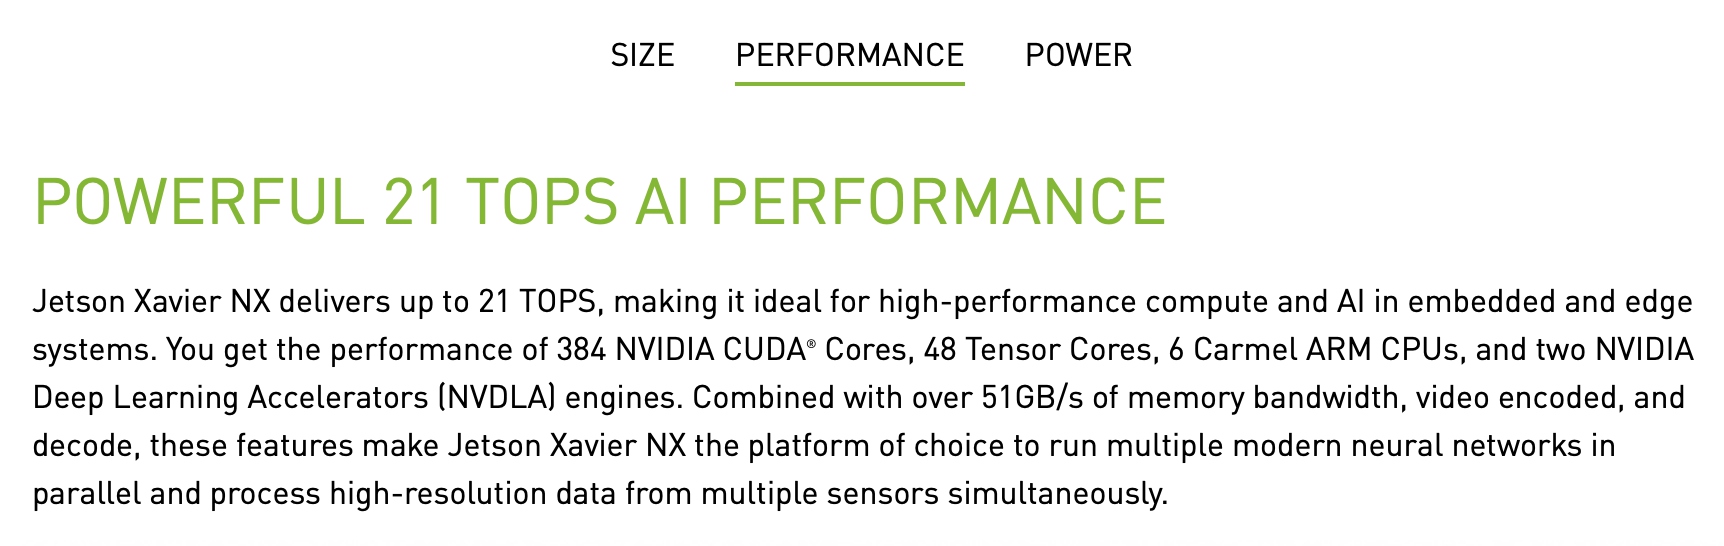 SIZE PERFORMANCE POWER
POWERFUL 21 TOPS AI PERFORMANCE
Jetson Xavier NX delivers up to 21 TOPS, making it ideal for high-performance compute and AI in embedded and edge
systems. You get the performance of 384 NVIDIA CUDA® Cores, 48 Tensor Cores, 6 Carmel ARM CPUs, and two NVIDIA
Deep Learning Accelerators (NVDLA) engines. Combined with over 51GB/s of memory bandwidth, video encoded, and
decode, these features make Jetson Xavier NX the platform of choice to run multiple modern neural networks in
parallel and process high-resolution data from multiple sensors simultaneously.